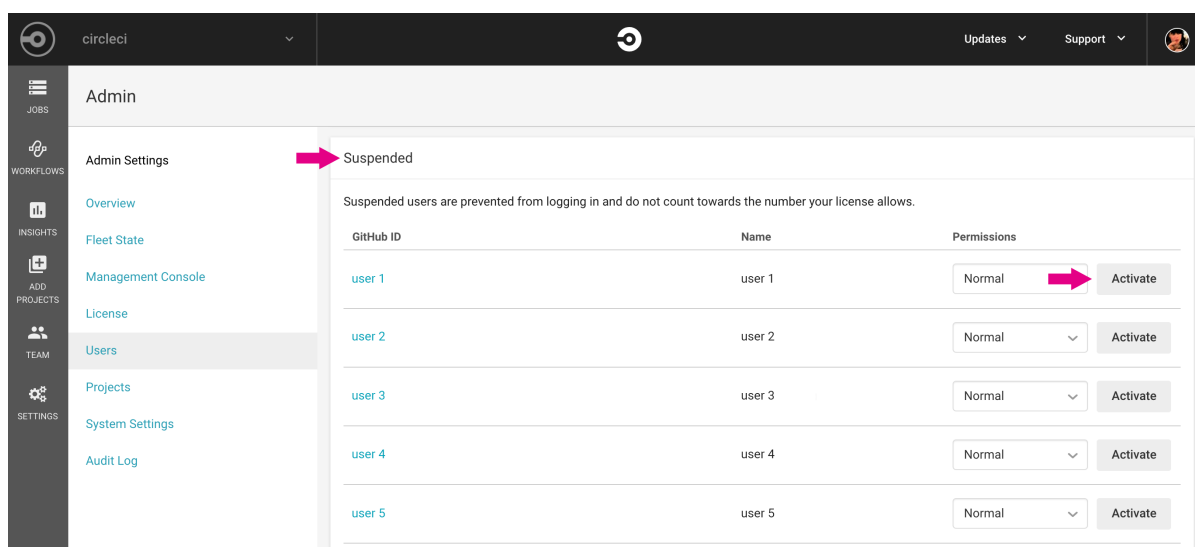 circleci
Updates
Support
JOBS
WORKFLOWS
INSIGHTS
ADD
PROJECTS
TEAM
SETTINGS
Admin
Admin Settings
Overview
Fleet State
Management Console
License
Users
Projects
System Settings
Audit Log
Suspended
Suspended users are prevented from logging in and do not count towards the number your license allows.
GitHub ID Name Permissions
user 1 user 1 Normal Activate
user 2 user 2 Normal Activate
user 3 user 3 Normal Activate
user 4 user 4 Normal Activate
user 5 user 5 Normal Activate